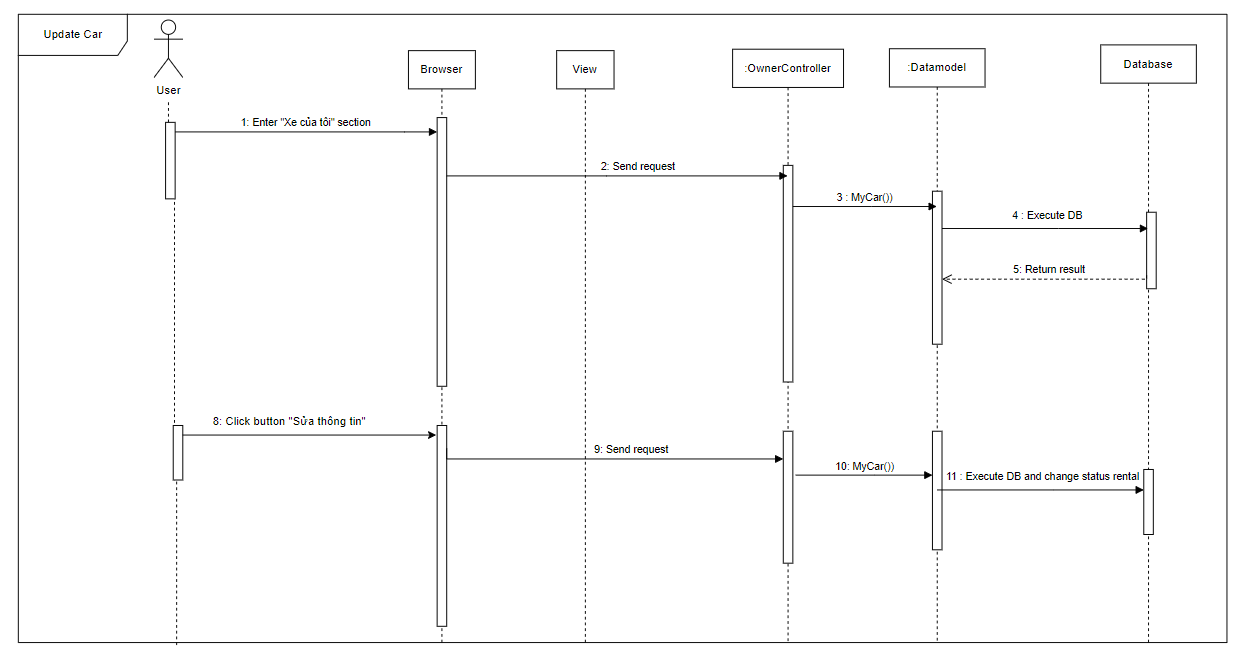 Update Car
User
Browser
View
:OwnerController
:Datamodel
Database
1: Enter "Xe của tôi" section
2: Send request
3 : MyCar())
4 : Execute DB
5: Return result
8: Click button "Sửa thông tin"
9: Send request
10: MyCar())
11 : Execute DB and change status rental